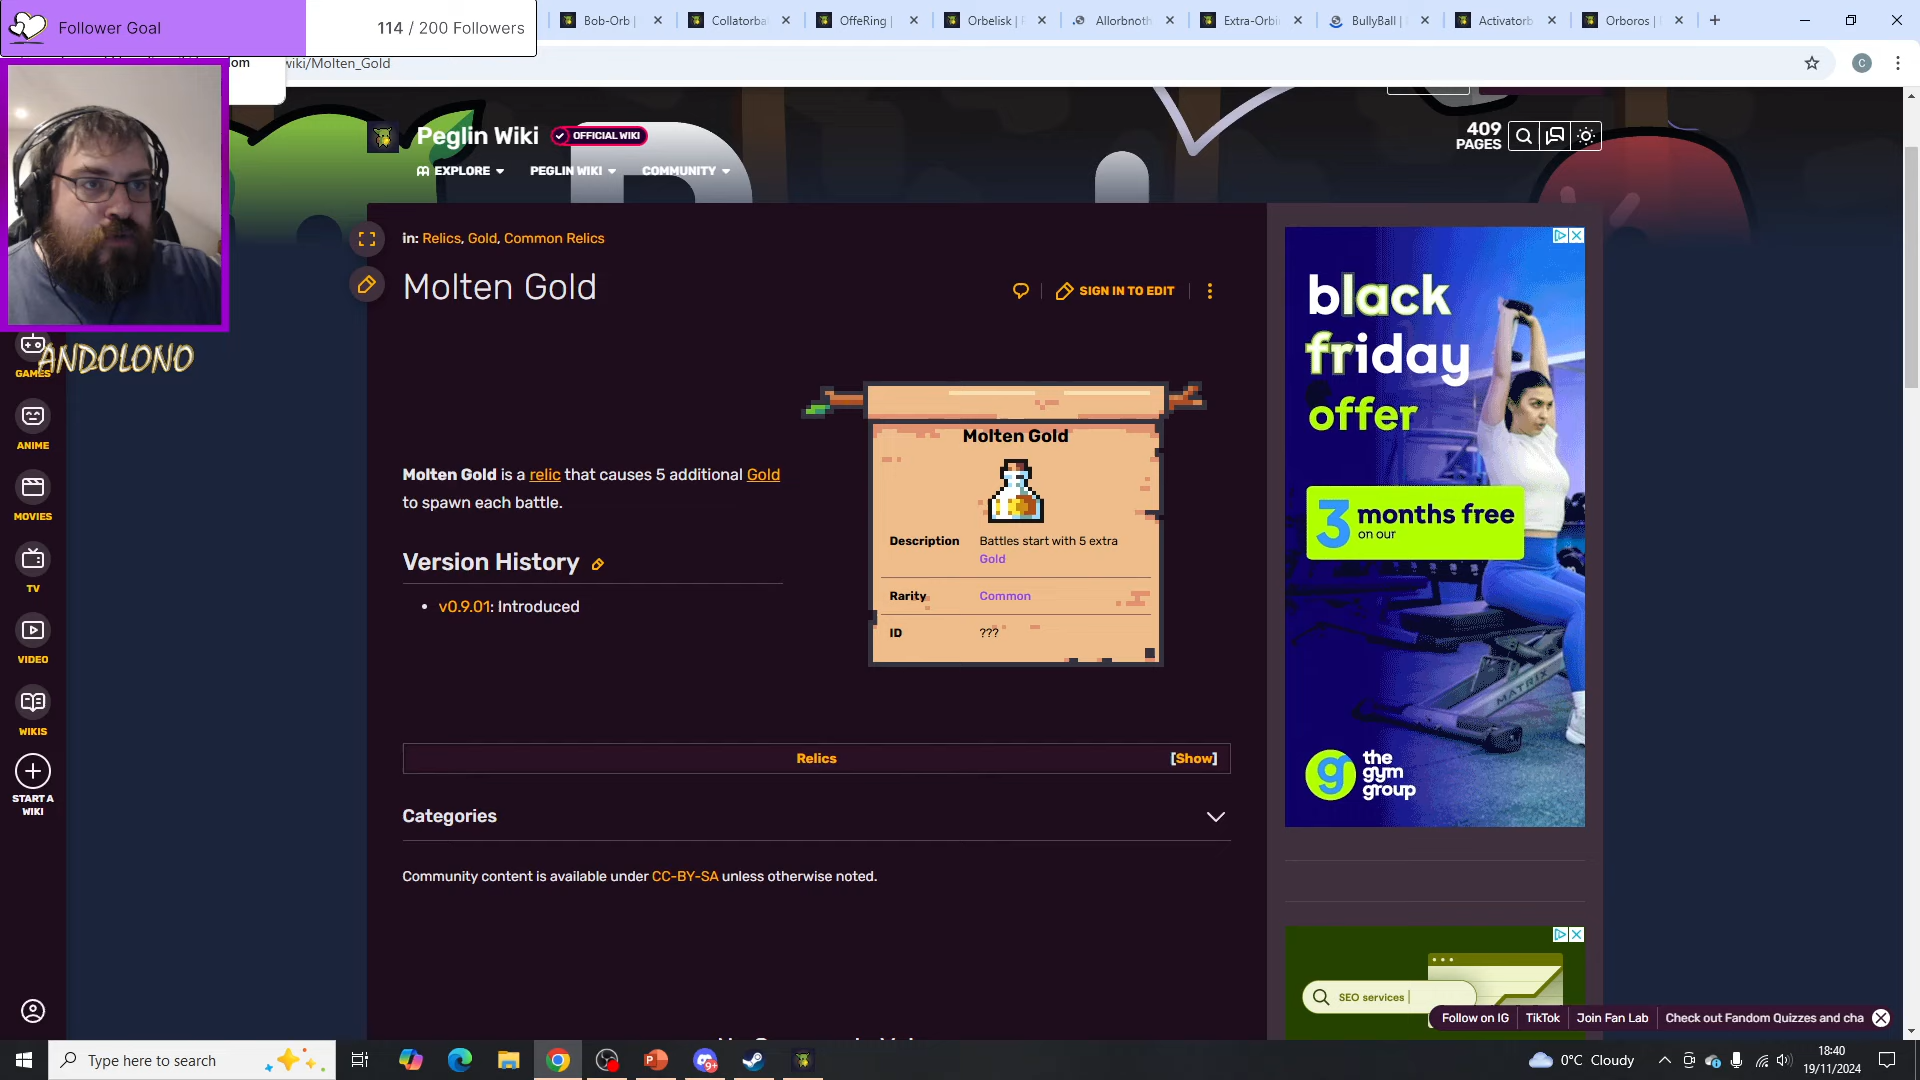 Follower Goal
114 / 200 Followers
Bob-Orb |
Collatorba
OffeRing |
Orbelisk |
Allorbnoth
Extra-Orbi
BullyBall |
Activatorb
Orboros |
om
wiki/Molten_Gold
C
Peglin Wiki
OFFICIAL WIKI
409
PAGES
EXPLORE
PEGLIN WIKI
COMMUNITY
in: Relics, Gold, Common Relics
Molten Gold
SIGN IN TO EDIT
ANDOLONO
GAMES
ANIME
MOVIES
TV
VIDEO
WIKIS
START A
WIKI
Molten Gold is a relic that causes 5 additional Gold
to spawn each battle.
Version History
• v0.9.01: Introduced
Molten Gold
Description Battles start with 5 extra
Gold
Rarity Common
ID ???
Relics [Show]
Categories
Community content is available under CC-BY-SA unless otherwise noted.
black
friday
offer
3 months free
on our
MATRIX
g the
gym
group
SEO services
Follow on IG
TikTok
Join Fan Lab
Check out Fandom Quizzes and cha
Type here to search
9+
0°C Cloudy
18:40
19/11/2024